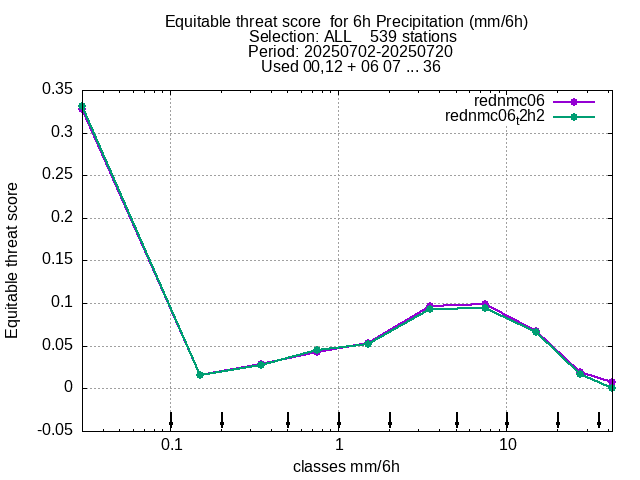 Equitable threat score  for 6h Precipitation (mm/6h)
Selection: ALL    539 stations
Period: 20250702-20250720
Used 00,12 + 06 07 ... 36
rednmc06
rednmc06t2h2
Equitable threat score
0.35
0.3
0.25
0.2
0.15
0.1
0.05
0
-0.05
0.1
1
10
classes mm/6h